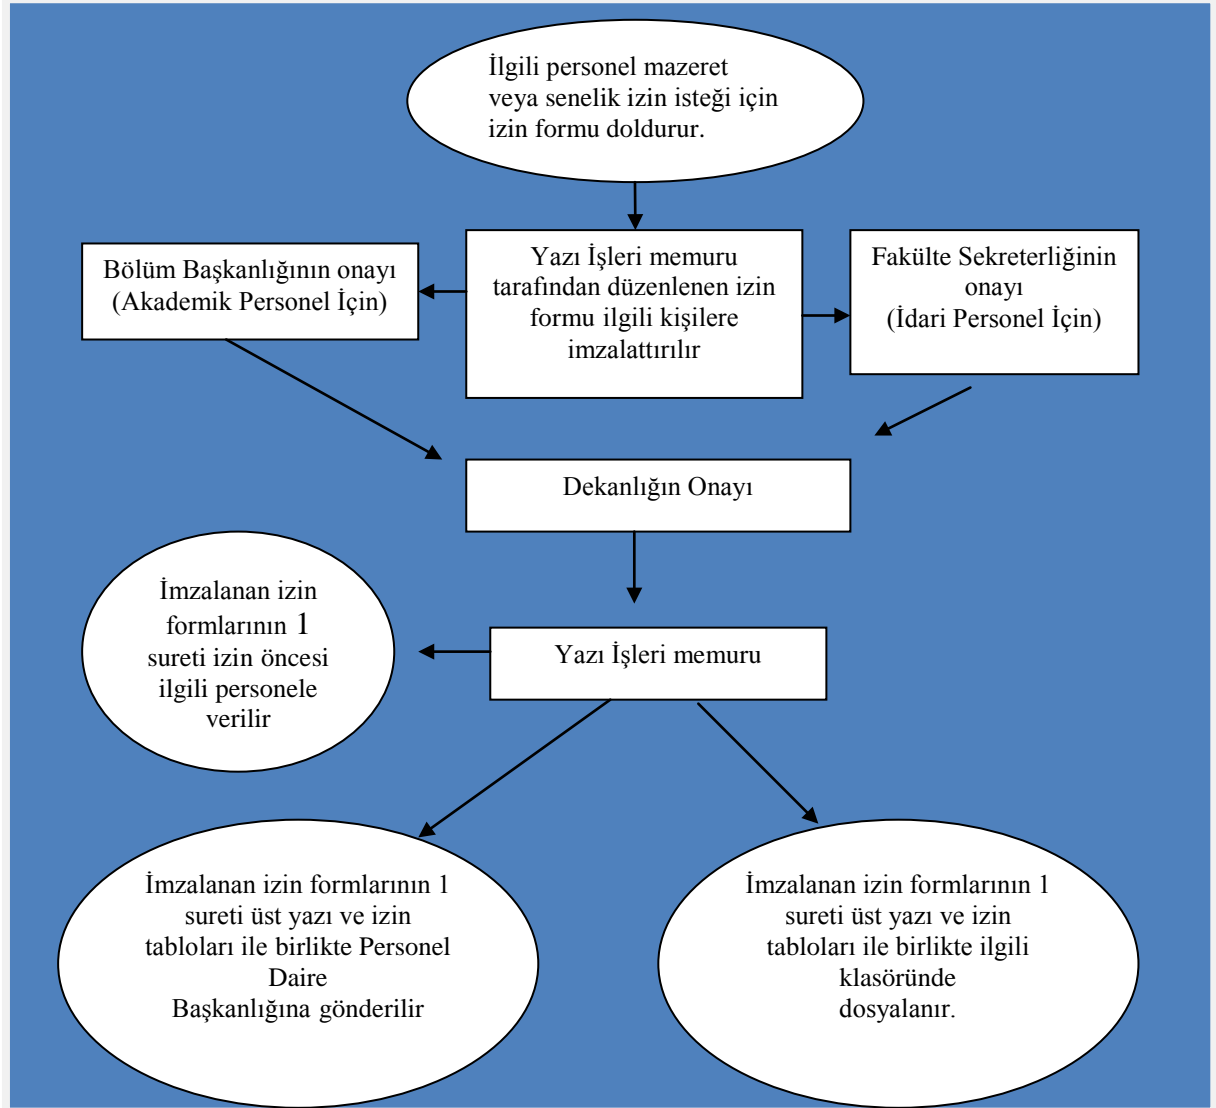 İlgili personel mazeret
veya senelik izin isteği için
izin formu doldurur.
Bölüm Başkanlığının onayı
(Akademik Personel İçin)
Yazı İşleri memuru
tarafından düzenlenen izin
formu ilgili kişilere
imzalattırılır
Fakülte Sekreterliğinin
onayı
(İdari Personel İçin)
Dekanlığın Onayı
İmzalanan izin
formlarının 1
sureti izin öncesi
ilgili personele
verilir
Yazı İşleri memuru
İmzalanan izin formlarının 1
sureti üst yazı ve izin
tabloları ile birlikte Personel
Daire
Başkanlığına gönderilir
İmzalanan izin formlarının 1
sureti üst yazı ve izin
tabloları ile birlikte ilgili
klasöründe
dosyalanır.